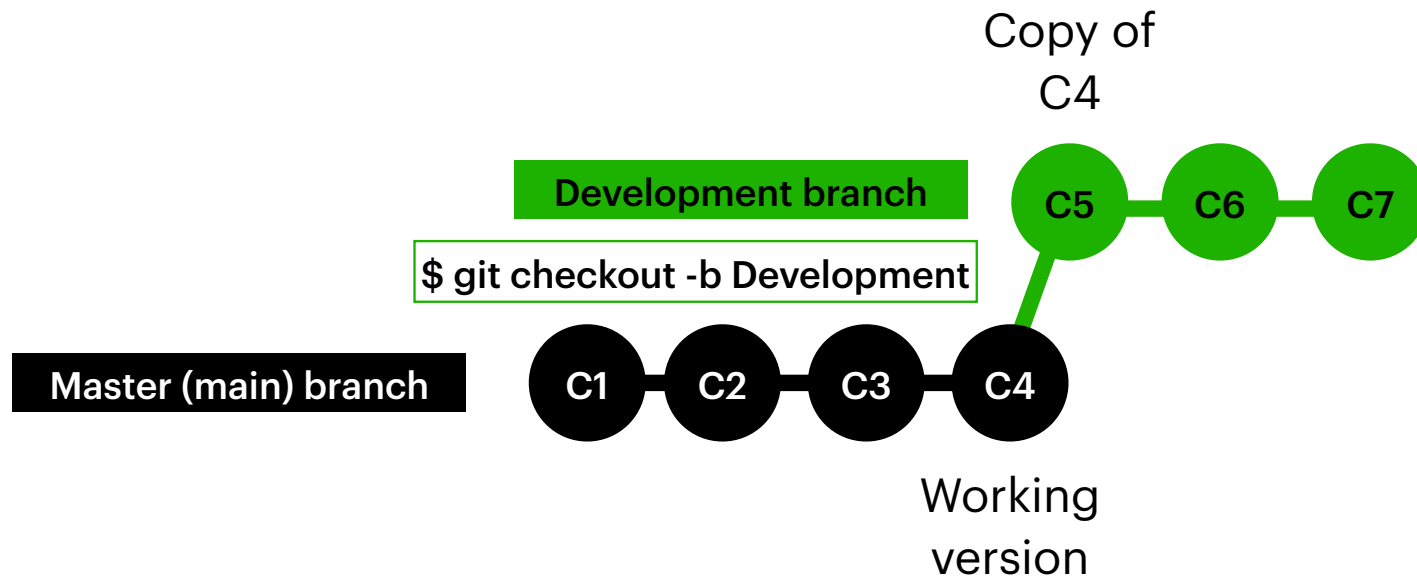 Copy of
C4
Development branch
C5
C6
C7
$ git checkout -b Development
Master (main) branch
C1
C2
C3
C4
Working
version